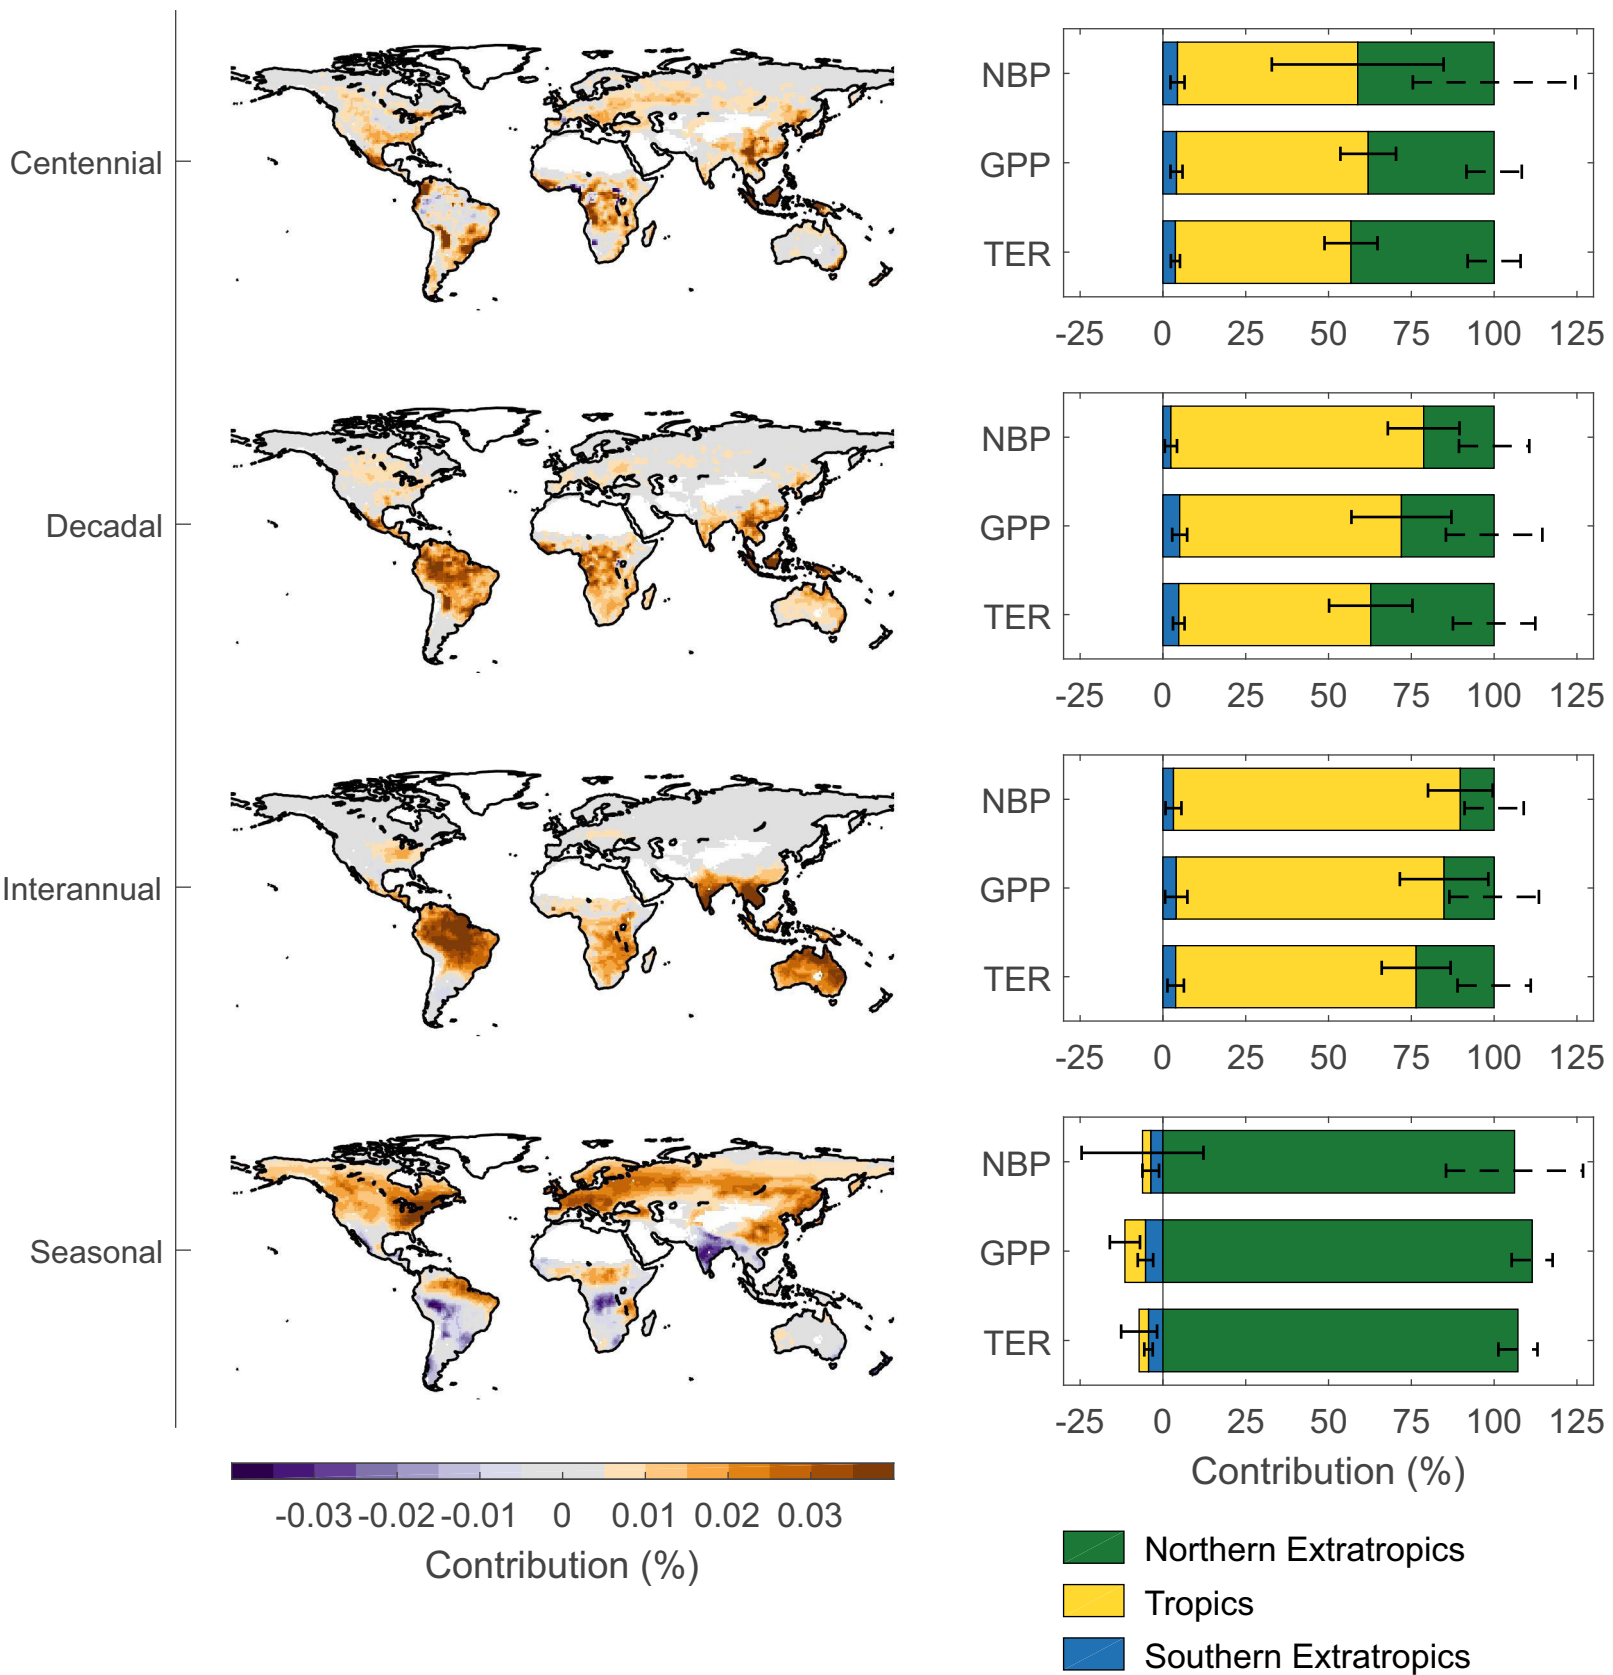 Centennial
NBP
GPP
TER
-25 0 25 50 75 100 125
Decadal
NBP
GPP
TER
-25 0 25 50 75 100 125
Interannual
NBP
GPP
TER
-25 0 25 50 75 100 125
Seasonal
NBP
GPP
TER
-25 0 25 50 75 100 125
Contribution (%)
-0.03 -0.02 -0.01 0 0.01 0.02 0.03
Contribution (%)
Northern Extratropics
Tropics
Southern Extratropics